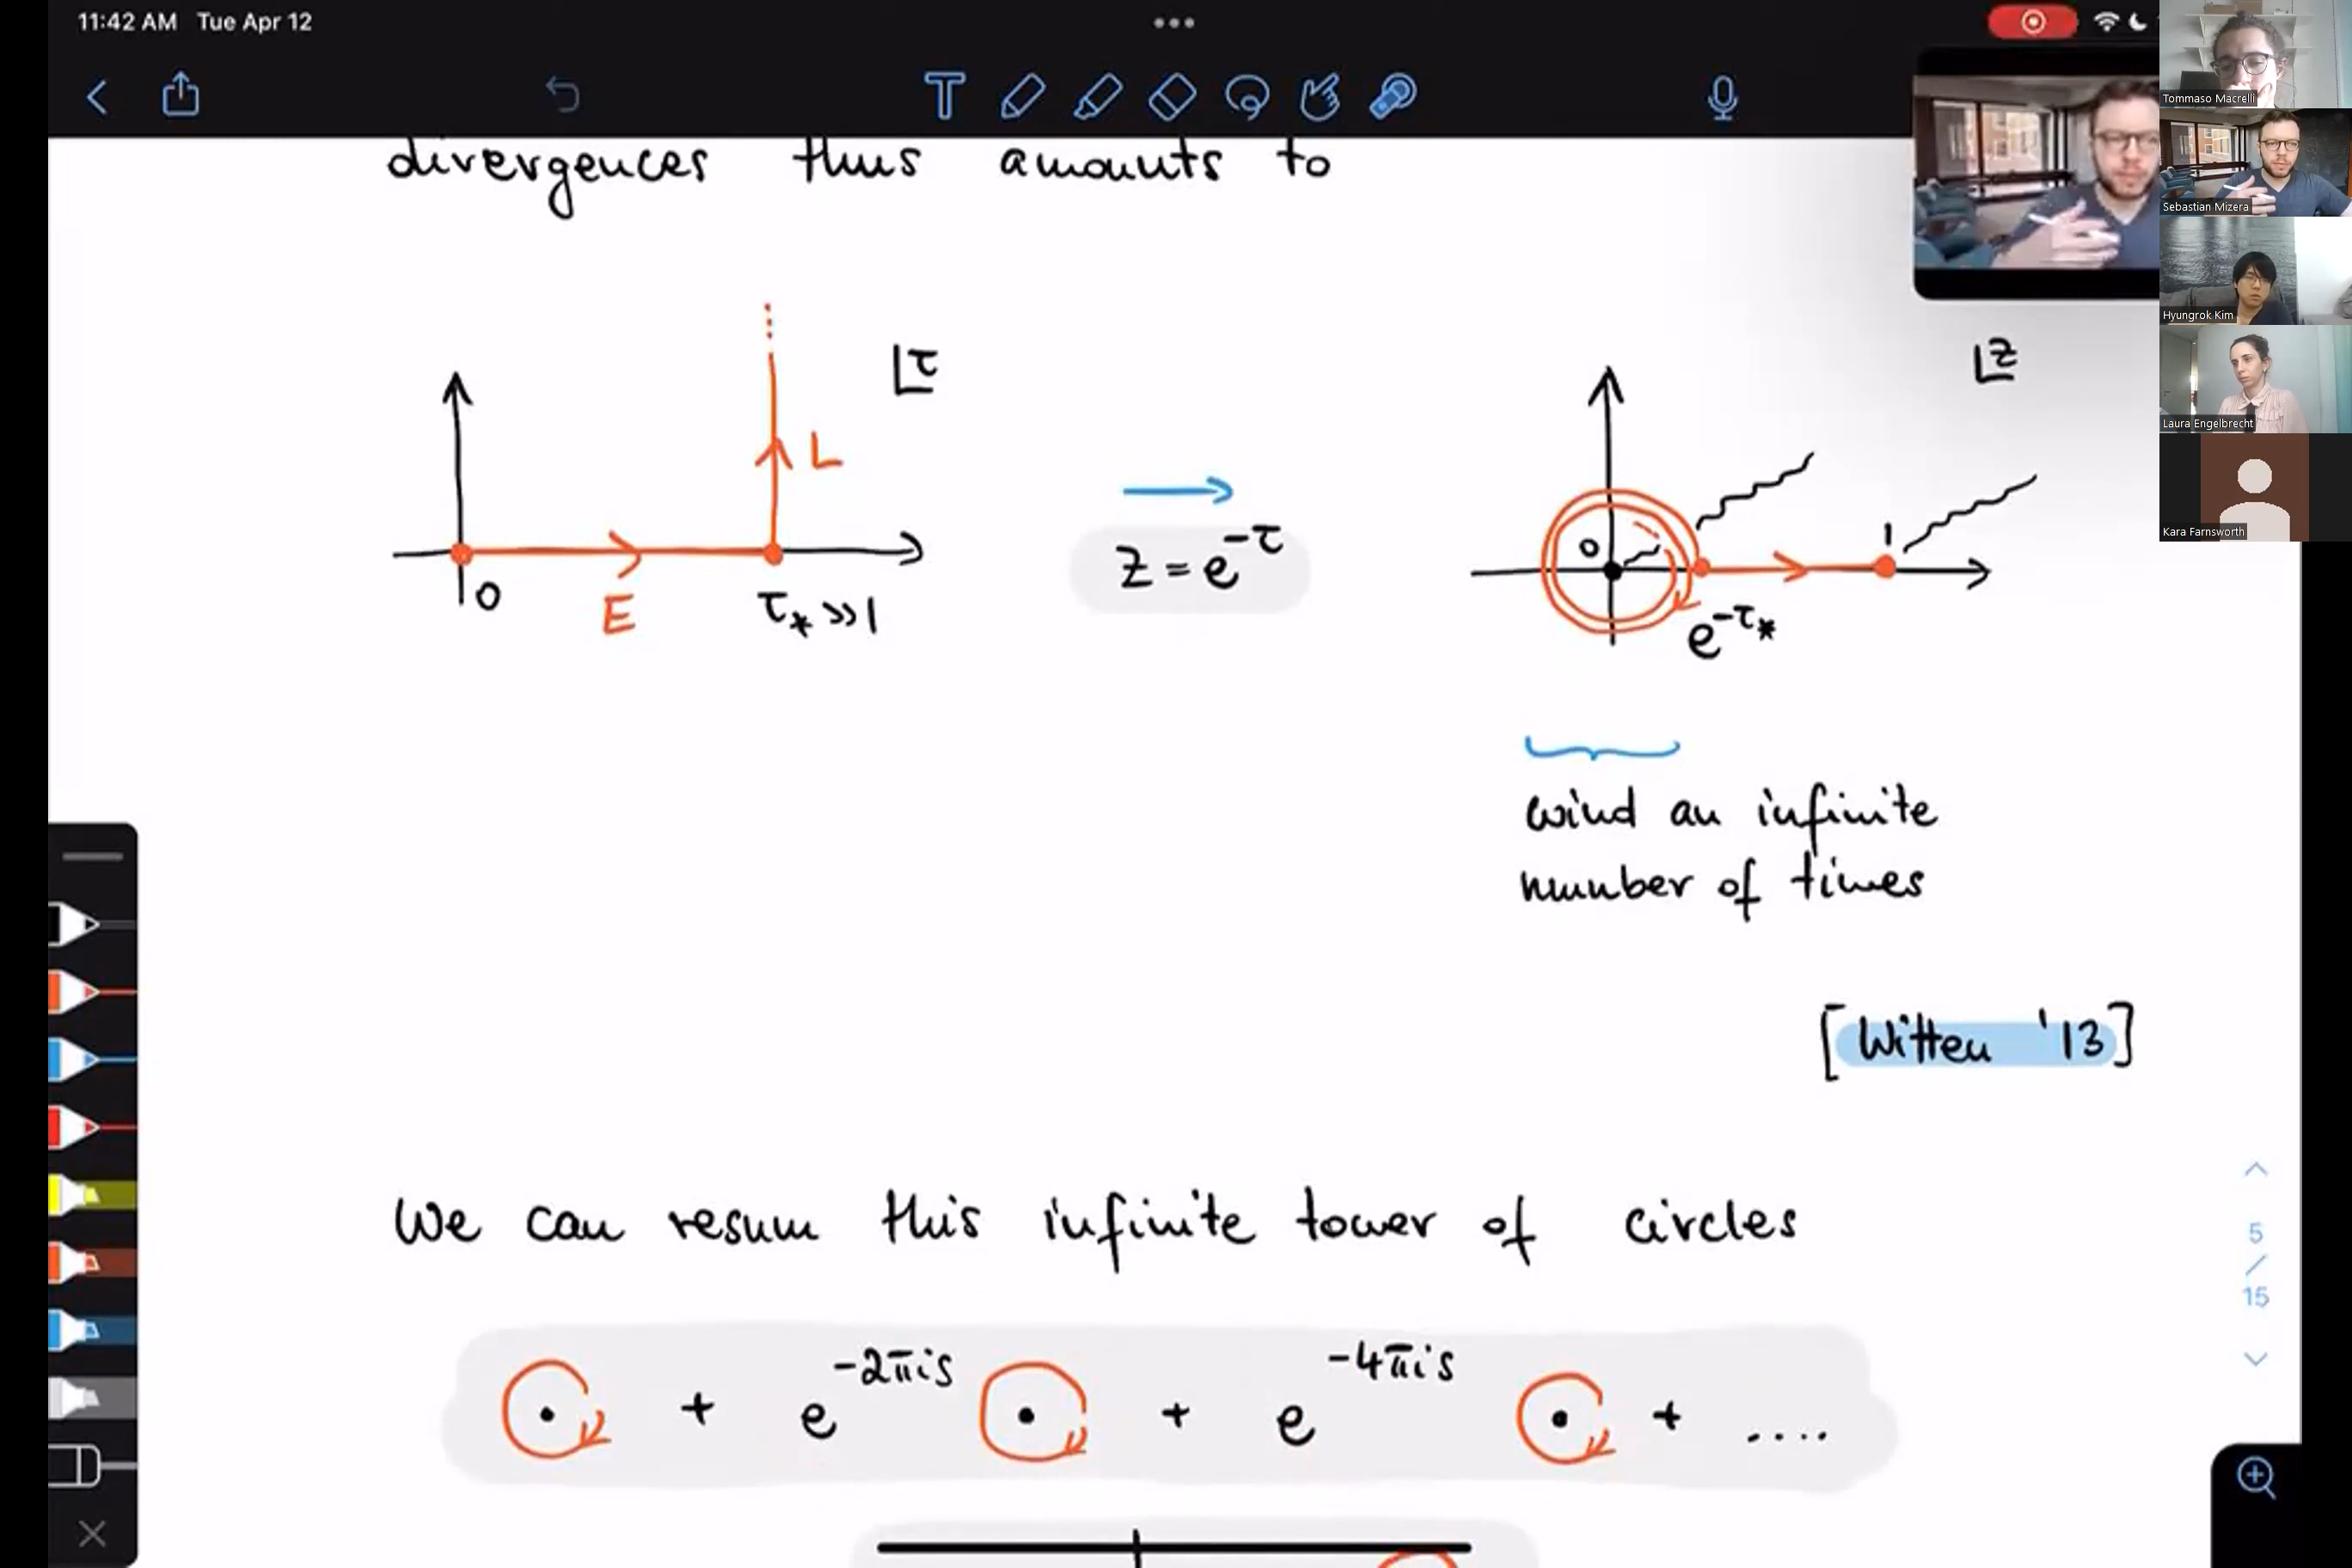 11:42 AM Tue Apr 12
divergences thus amounts to
τ
L
0
E
τ* >> 1
z = e^-τ
z
0
1
e^-τ*
wind an infinite
number of times
[Witten '13]
We can resum this infinite tower of circles
+ e^-2πis + e^-4πis + ....
5
/
15
T
Tommaso Macrelli
Sebastian Mizera
Hyungrok Kim
Laura Engelbrecht
Kara Farnsworth